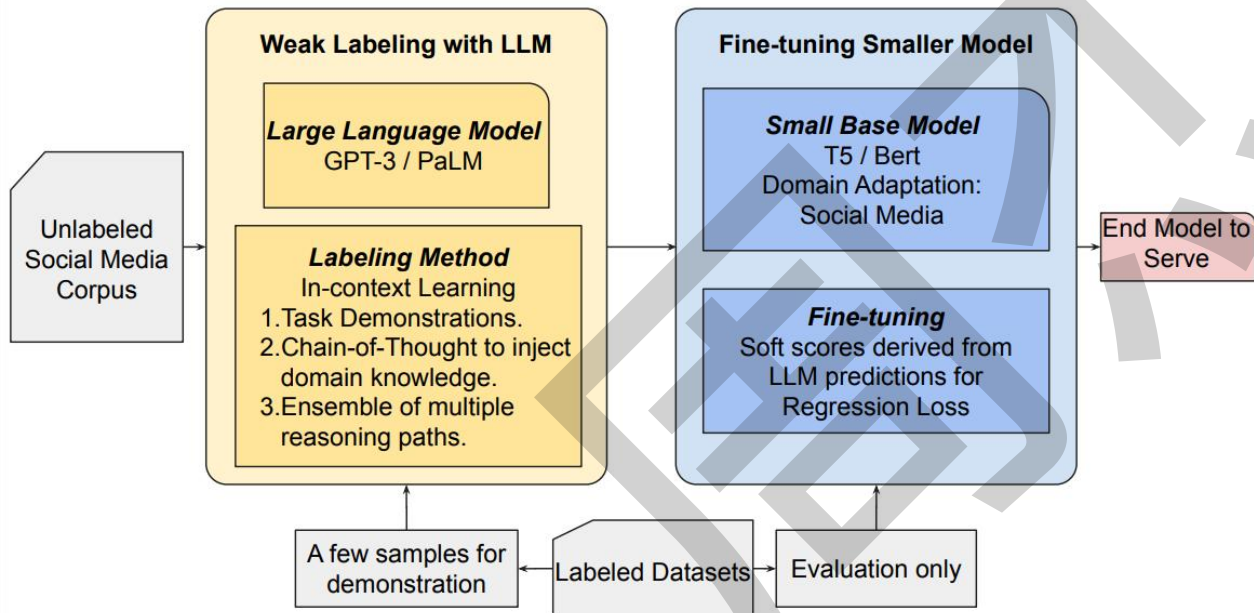 Weak Labeling with LLM
Large Language Model
GPT-3 / PaLM
Labeling Method
In-context Learning
1.Task Demonstrations.
2.Chain-of-Thought to inject
domain knowledge.
3.Ensemble of multiple
reasoning paths.
Fine-tuning Smaller Model
Small Base Model
T5 / Bert
Domain Adaptation:
Social Media
Fine-tuning
Soft scores derived from
LLM predictions for
Regression Loss
Unlabeled
Social Media
Corpus
End Model to
Serve
A few samples for
demonstration
Labeled Datasets
Evaluation only